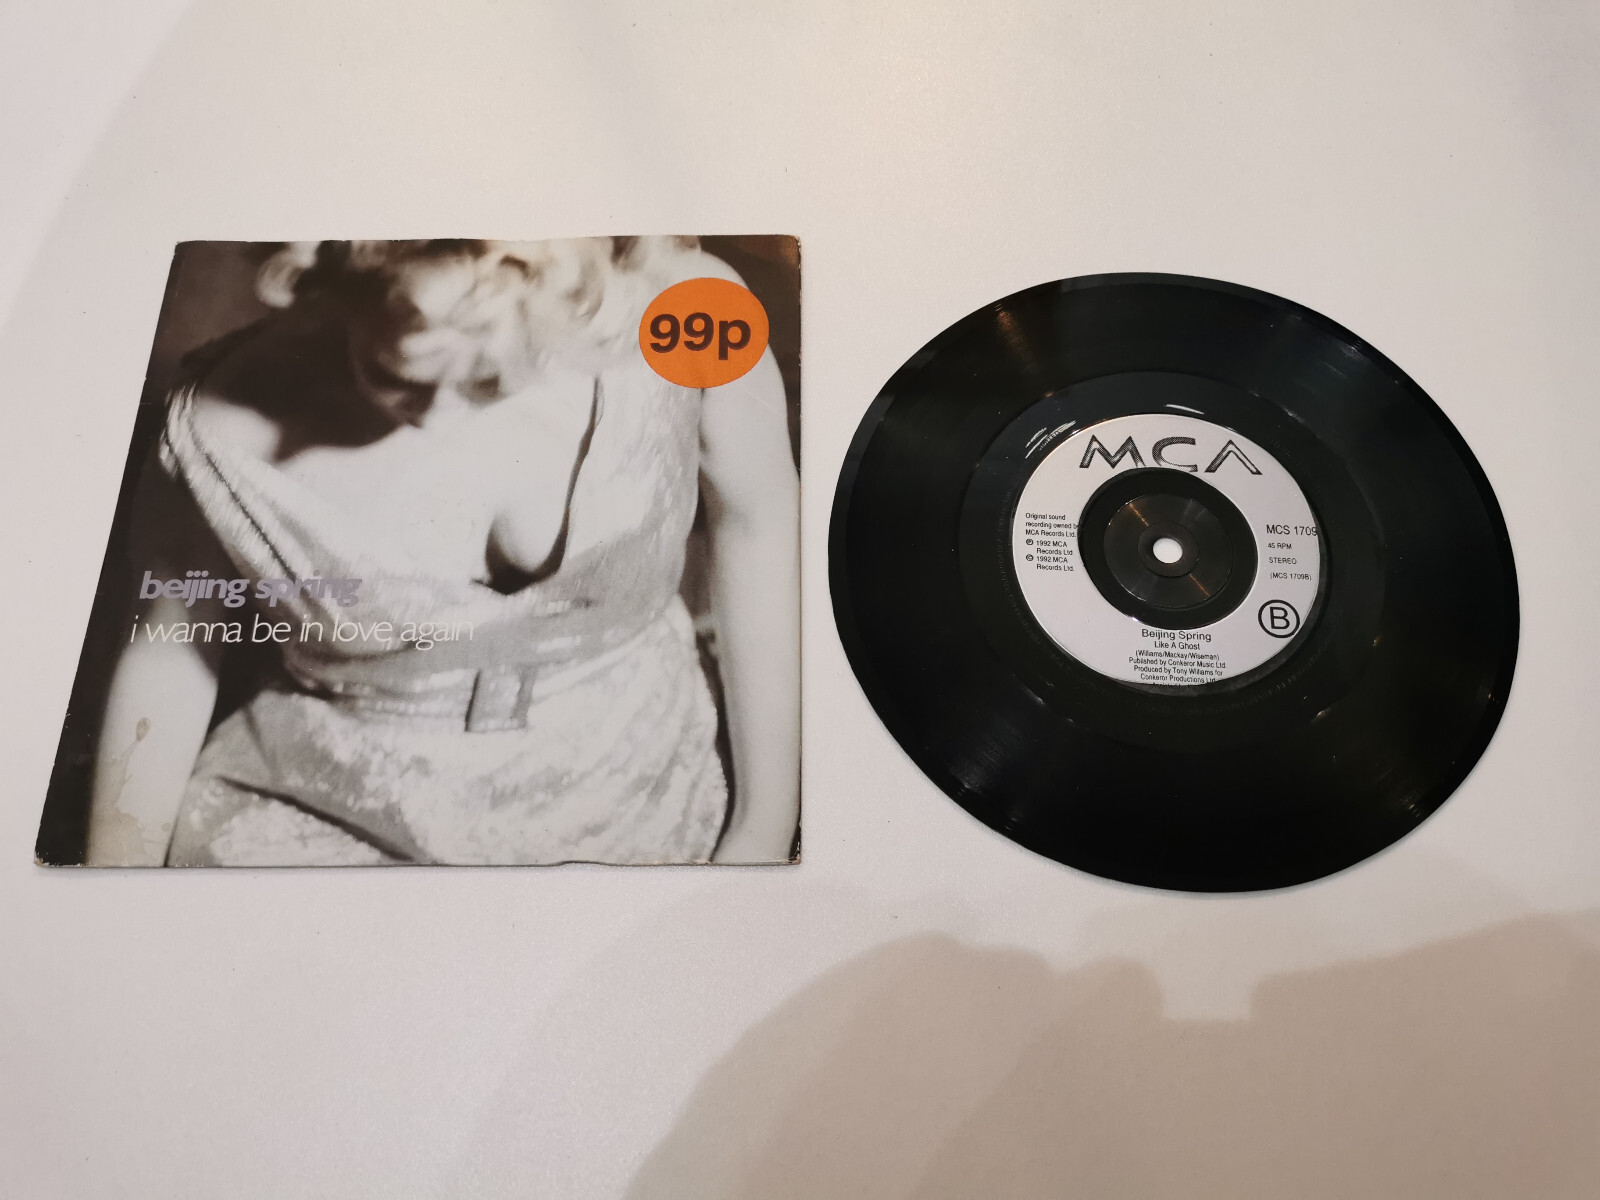 99p
beijing spring
i wanna be in love again
MCA
Original sound
recording owned by
MCA Records Ltd.
℗ 1992 MCA
Records Ltd.
© 1992 MCA
Records Ltd.
MCS 1709
45 RPM
STEREO
(MCS 1709B)
B
Beijing Spring
Like A Ghost
(Williams/Mackay/Wiseman)
Published by Conkeror Music Ltd.
Produced by Tony Williams for
Conkeror Productions Ltd.